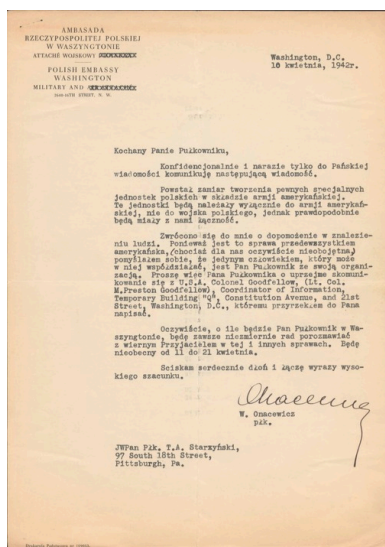 AMBASADA
RZECZYPOSPOLITEJ POLSKIEJ
W WASZYNGTONIE
ATTACHÉ WOJSKOWY
POLISH EMBASSY
WASHINGTON
MILITARY AND
2640-16TH STREET. N. W.
Washington, D.C.
10 kwietnia, 1942r.
Kochany Panie Pułkowniku,
Konfidencjonalnie i narazie tylko do Pańskiej
wiadomości komunikuję następującą wiadomość.
Powstał zamiar tworzenia pewnych specjalnych
jednostek polskich w składzie armji amerykańskiej.
Te jednostki będą należały wyłącznie do armji amerykań-
skiej, nie do wojska polskiego, jednak prawdopodobnie
będą miały z nami łączność.
Zwrócono się do mnie o dopomożenie w znalezie-
niu ludzi. Ponieważ jest to sprawa przedewszystkiem
amerykańska, (chociaż dla nas oczywiście nieobojętna)
pomyślałem sobie, że jedynym człowiekiem, który może
w niej współdziałać, jest Pan Pułkownik ze swoją organi-
zacją. Proszę więc Pana Pułkownika o uprzejme skomuni-
kowanie się z U.S.A. Colonel Goodfellow, (Lt. Col.
M.Preston Goodfellow), Coordinator of Information,
Temporary Building "Q", Constitution Avenue, and 21st
Street, Washington, D.C., któremu przyrzekłem do Pana
napisać.
Oczywiście, o ile będzie Pan Pułkownik w Wa-
szyngtonie, będę zawsze niezmiernie rad porozmawiać
z wiernym Przyjacielem w tej i innych sprawach. Będę
nieobecny od 11 do 21 kwietnia.
Sciskam serdecznie dłoń i łączę wyrazy wyso-
kiego szacunku.
W. Gnacewicz
płk.
JWPan Płk. T.A. Starzyński,
97 South 18th Street,
Pittsburgh, Pa.